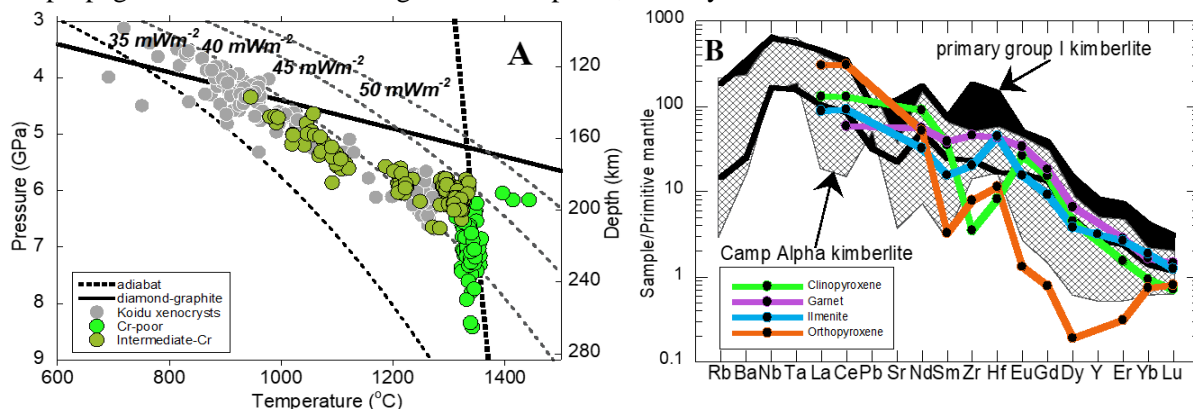 A
35 mWm⁻²
40 mWm⁻²
45 mWm⁻²
50 mWm⁻²
3
4
5
6
7
8
9
Pressure (GPa)
120
160
200
240
280
Depth (km)
adiabat
diamond-graphite
Koidu xenocrysts
Cr-poor
Intermediate-Cr
600 800 1000 1200 1400
Temperature (°C)
B
primary group I kimberlite
Camp Alpha kimberlite
1000
100
10
1
0.1
Sample/Primitive mantle
Clinopyroxene
Garnet
Ilmenite
Orthopyroxene
Rb Ba Nb Ta La Ce Pb Sr Nd Sm Zr Hf Eu Gd Dy Y Er Yb Lu